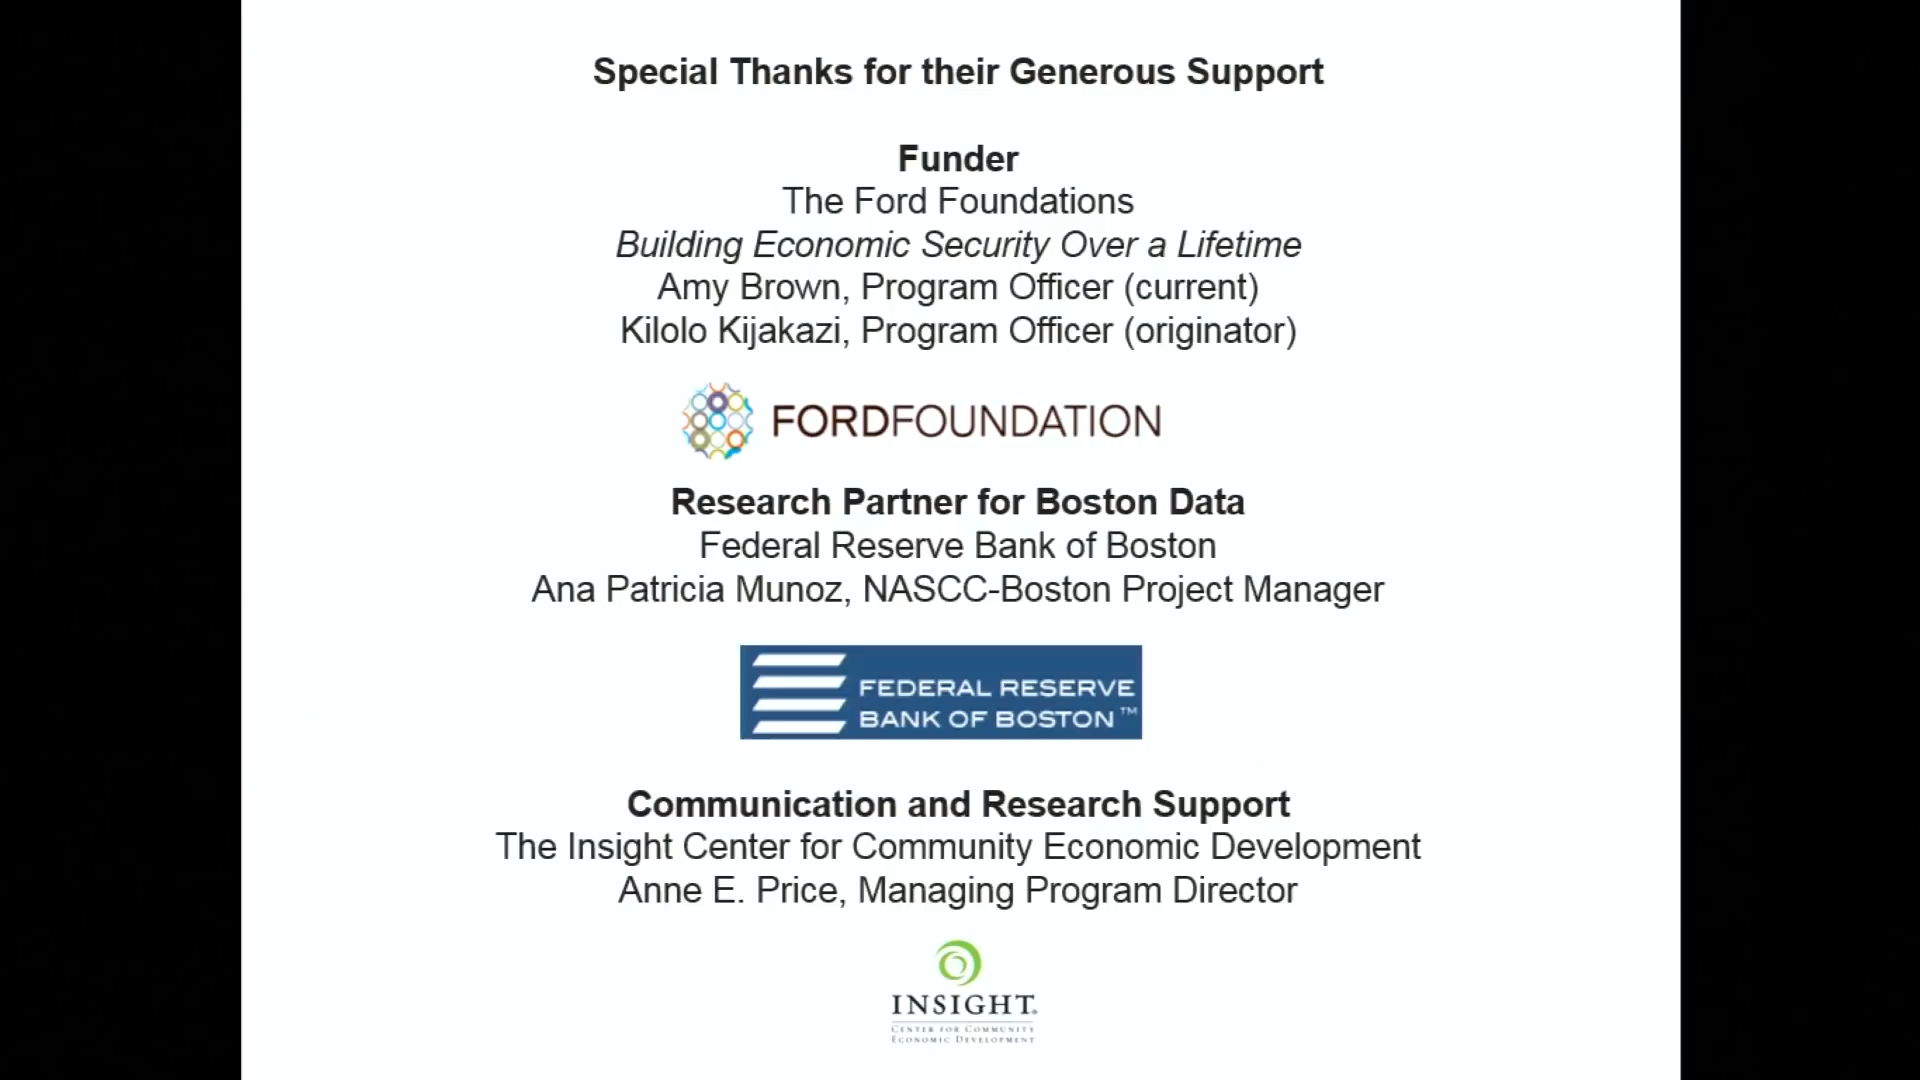 Special Thanks for their Generous Support
Funder
The Ford Foundations
Building Economic Security Over a Lifetime
Amy Brown, Program Officer (current)
Kilolo Kijakazi, Program Officer (originator)
FORDFOUNDATION
Research Partner for Boston Data
Federal Reserve Bank of Boston
Ana Patricia Munoz, NASCC-Boston Project Manager
FEDERAL RESERVE
BANK OF BOSTON™
Communication and Research Support
The Insight Center for Community Economic Development
Anne E. Price, Managing Program Director
INSIGHT®
CENTER FOR COMMUNITY
ECONOMIC DEVELOPMENT